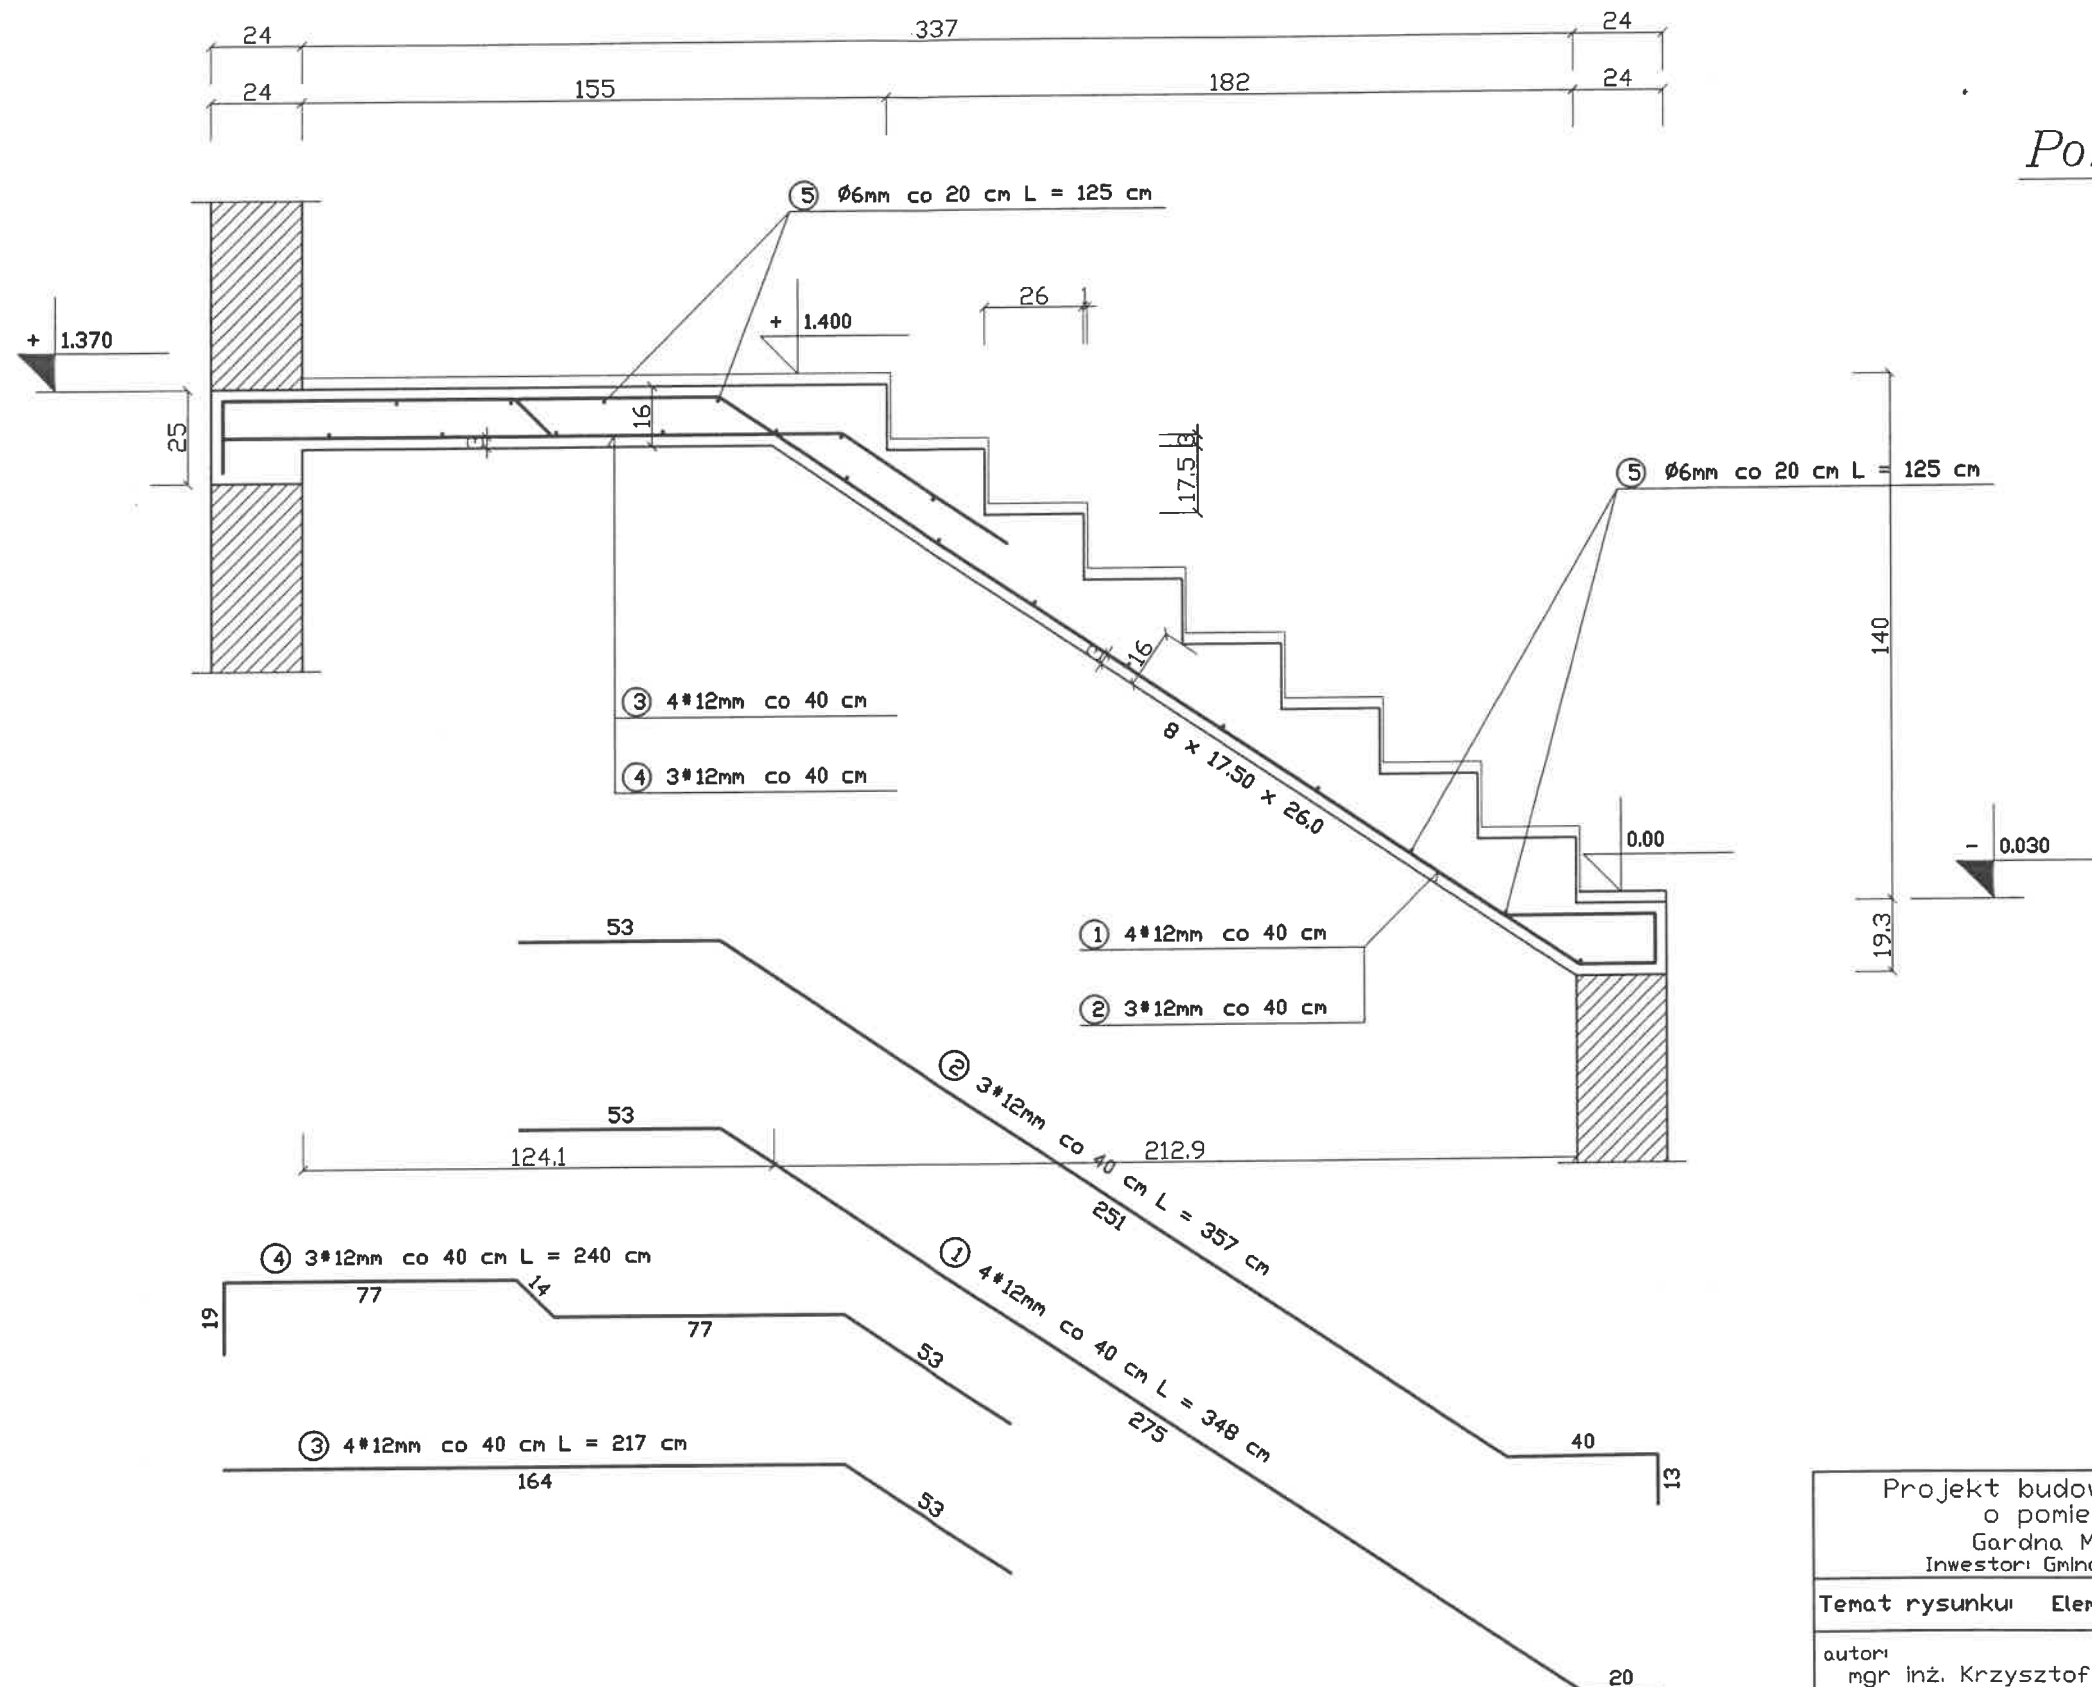 24 337 24
24 155 182 24
5 Ø6mm co 20 cm L = 125 cm
26 1
+ 1.400
+ 1.370
25
16
3
3
17.5
5 Ø6mm co 20 cm L = 125 cm
3
16
140
3 4#12mm co 40 cm
4 3#12mm co 40 cm
8 x 17.50 x 26.0
0.00
- 0.030
19.3
1 4#12mm co 40 cm
2 3#12mm co 40 cm
53
2 3#12mm co 40 cm L = 357 cm
251
40
13
53
124.1 212.9
1 4#12mm co 40 cm L = 348 cm
275
20
4 3#12mm co 40 cm L = 240 cm
19
77
14
77
53
3 4#12mm co 40 cm L = 217 cm
164
53
Projekt budow
o pomie
Gardna M
Inwestor: Gmina
Temat rysunku: Elem
autor:
mgr inż. Krzysztof